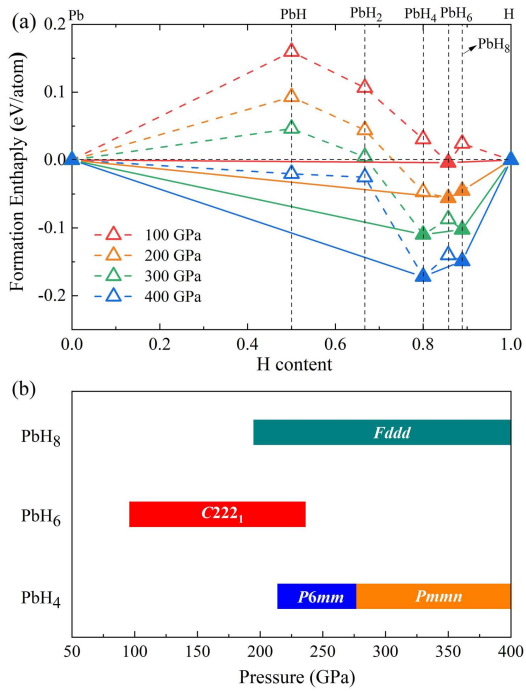 (a)
Pb PbH PbH₂ PbH₄ PbH₆ H
PbH₈
Formation Enthaply (eV/atom)
0.2
0.1
0.0
-0.1
-0.2
100 GPa
200 GPa
300 GPa
400 GPa
0.0 0.2 0.4 0.6 0.8 1.0
H content
(b)
PbH₈ Fddd
PbH₆ C222₁
PbH₄ P6mm Pmmn
50 100 150 200 250 300 350 400
Pressure (GPa)